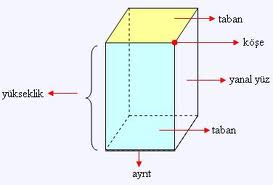 taban
köşe
yanal yüz
yükseklik
taban
ayrıt